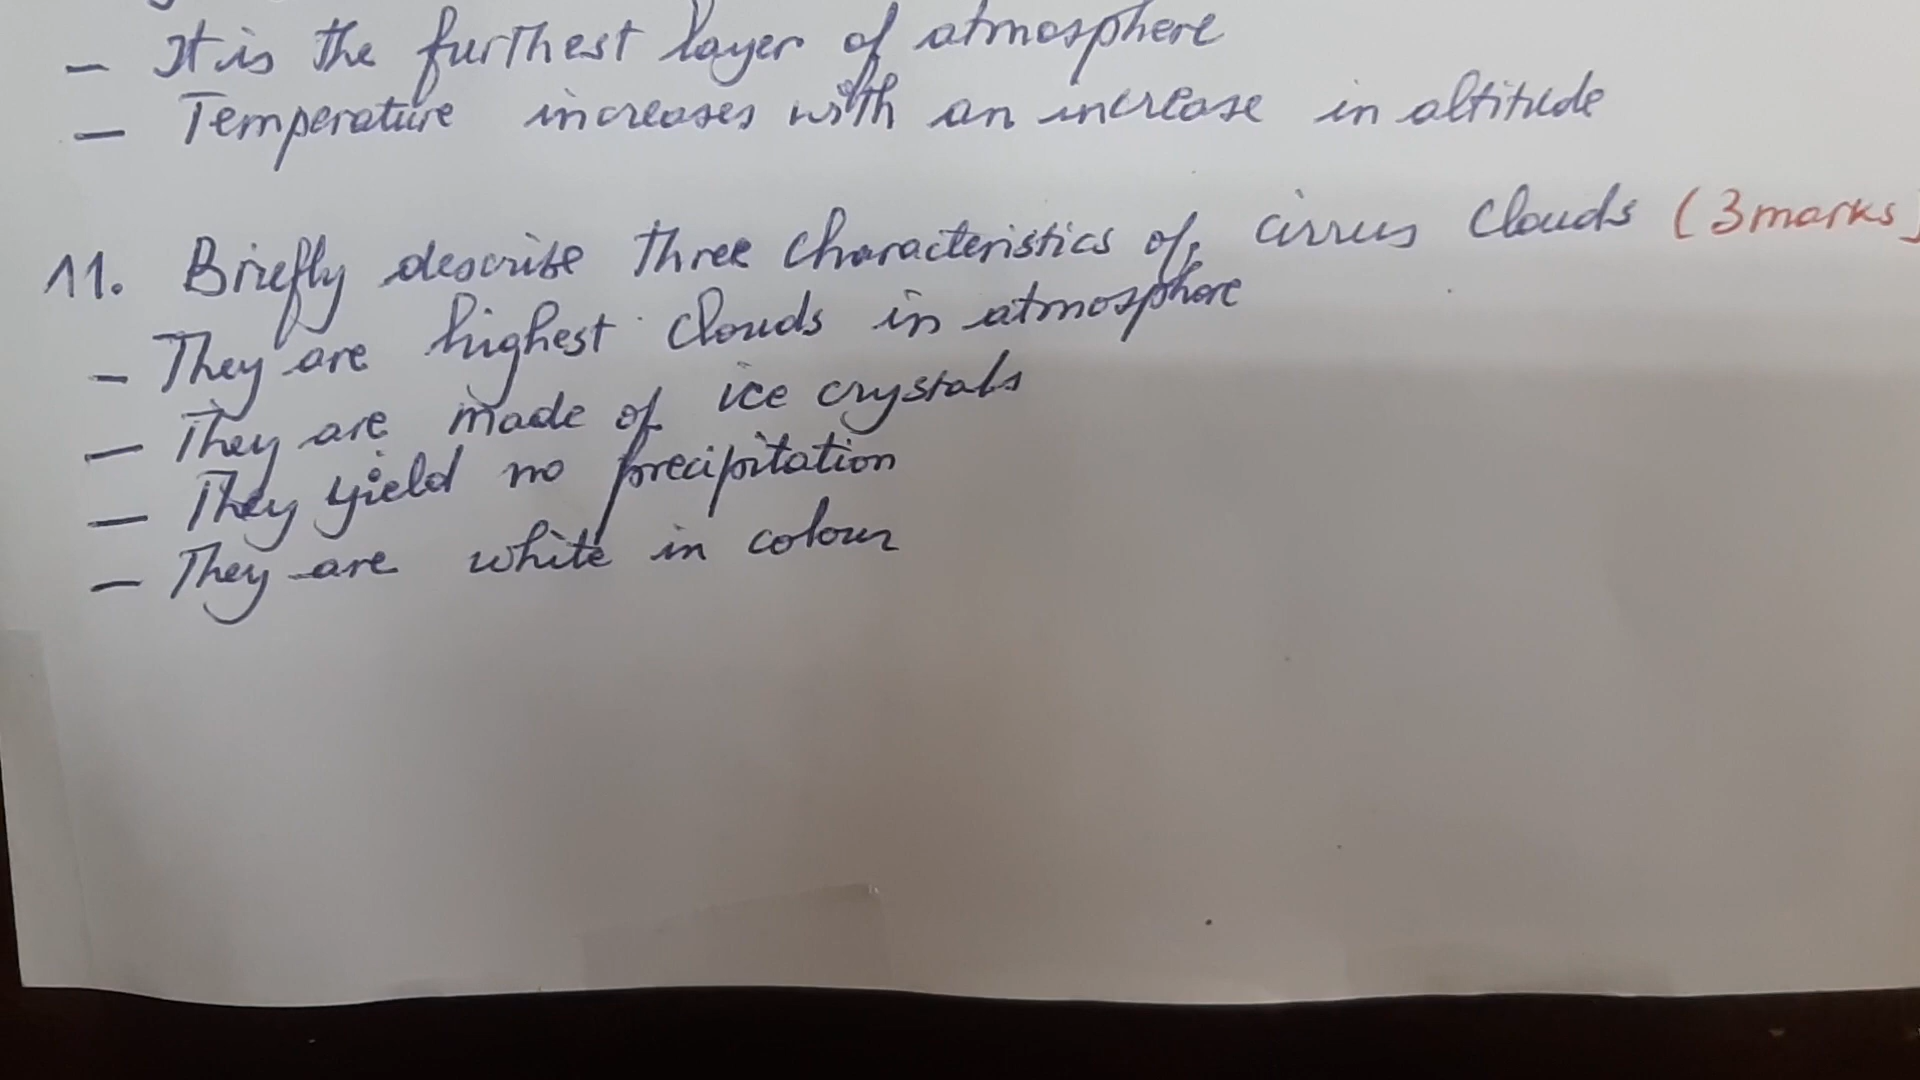 - It is the furthest layer of atmosphere
- Temperature increases with an increase in altitude
11. Briefly describe three characteristics of cirrus clouds (3marks)
- They are highest clouds in atmosphere
- They are made of ice crystals
- They yield no precipitation
- They are white in colour